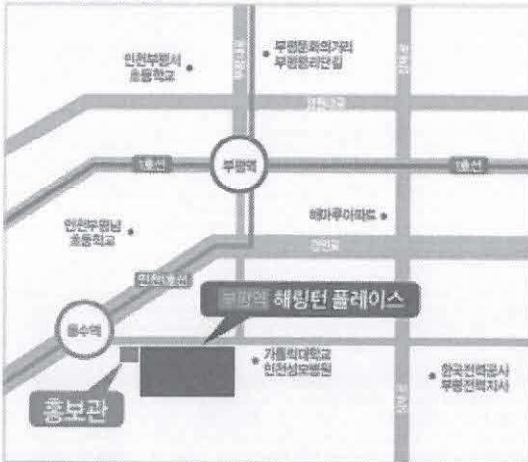 인천부평서
초등학교
부평문화의거리
부평평리단길
1호선
부평역
1호선
인천부평남
초등학교
해마루아파트
경인로
인천1호선
부평역 해링턴 플레이스
동수역
가톨릭대학교
인천성모병원
한국전력공사
부평전력지사
홍보관